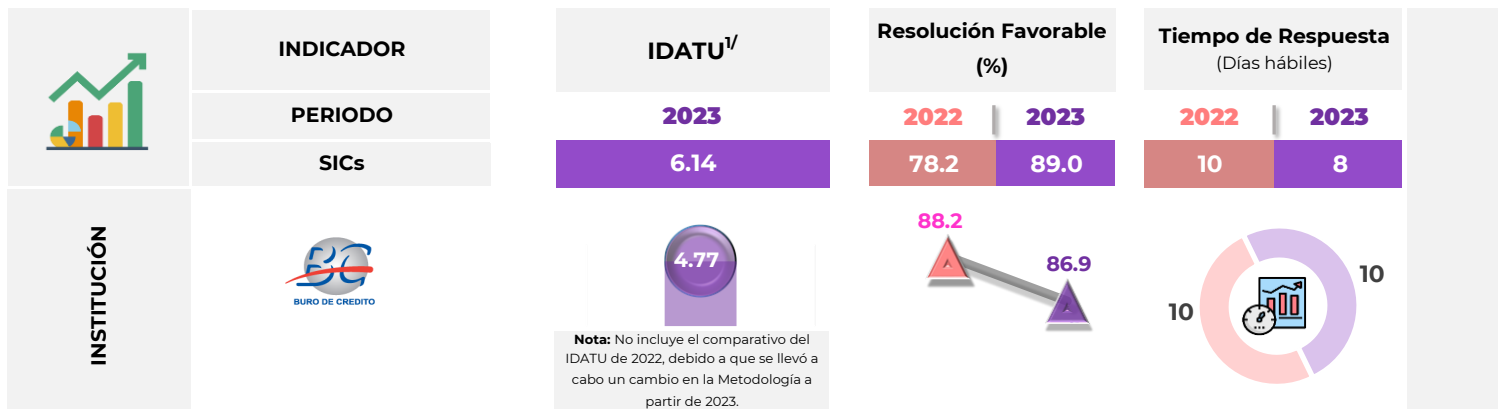 INDICADOR
IDATU1/
Resolución Favorable
(%)
Tiempo de Respuesta
(Días hábiles)
PERIODO
2023
2022 | 2023
2022 | 2023
SICs
6.14
78.2 89.0
10 8
INSTITUCIÓN
BC
BURO DE CREDITO
4.77
88.2
86.9
10
10
Nota: No incluye el comparativo del
IDATU de 2022, debido a que se llevó a
cabo un cambio en la Metodología a
partir de 2023.